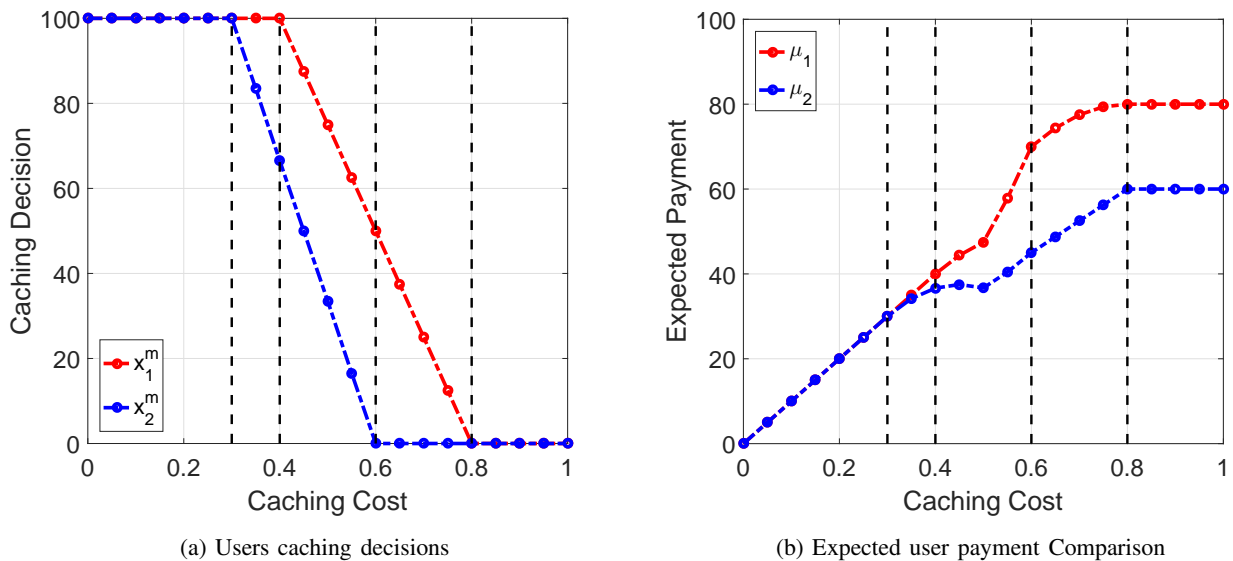 100
80
60
40
20
0
Caching Decision
x₁ᵐ
x₂ᵐ
0 0.2 0.4 0.6 0.8 1
Caching Cost
(a) Users caching decisions
100
80
60
40
20
0
Expected Payment
μ₁
μ₂
0 0.2 0.4 0.6 0.8 1
Caching Cost
(b) Expected user payment Comparison